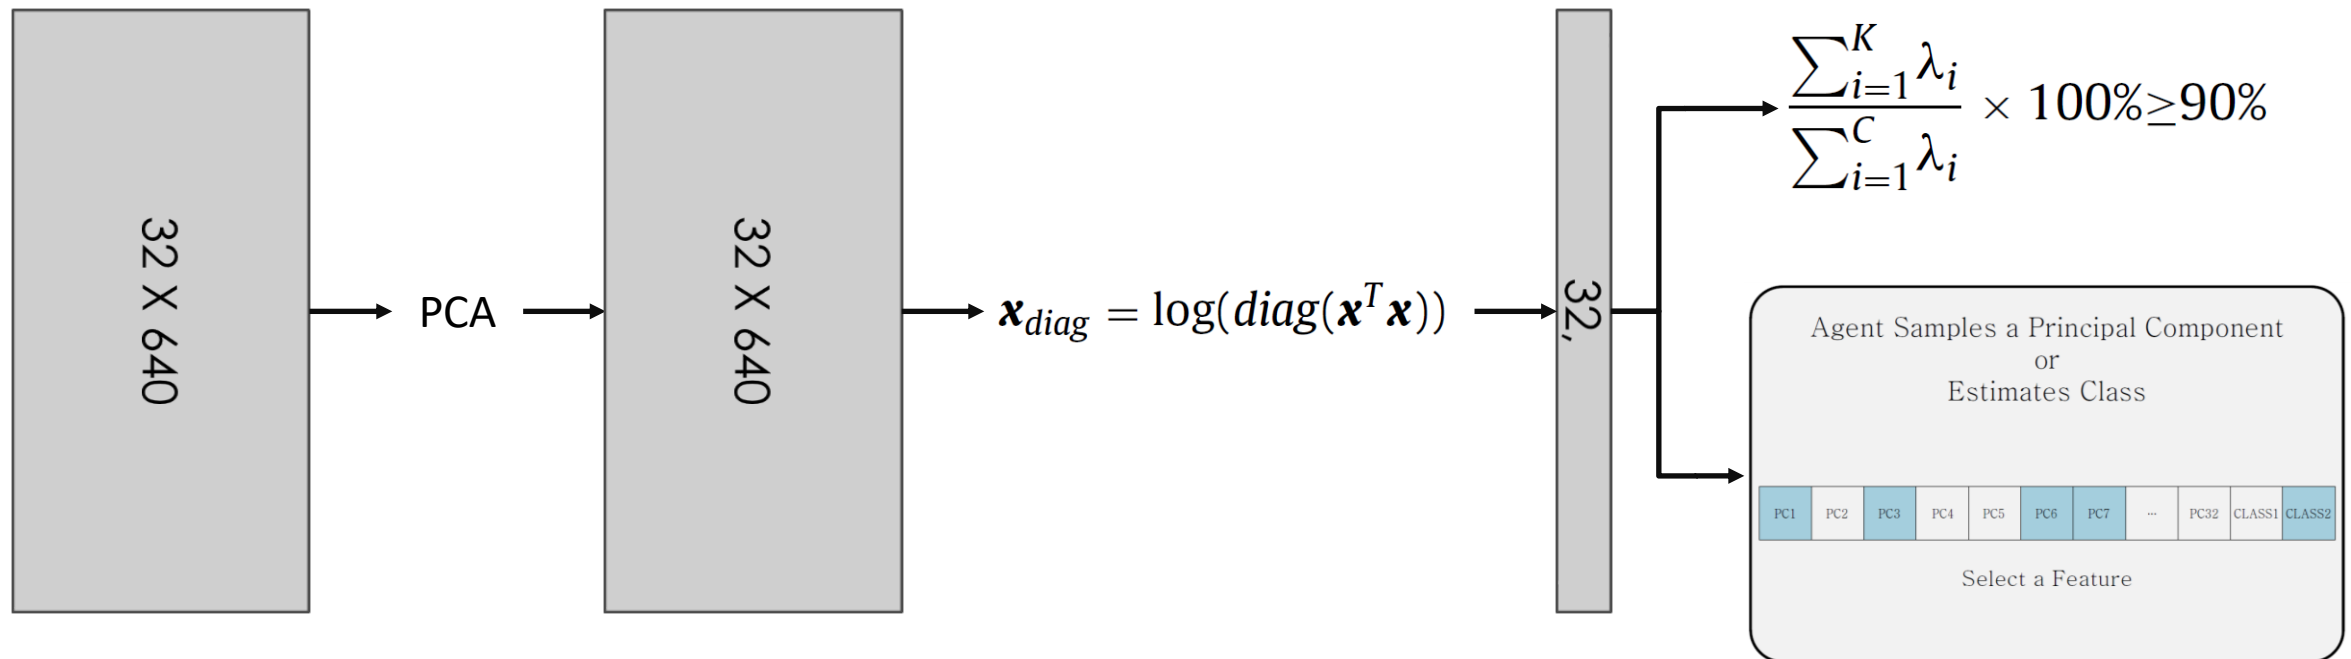 32 X 640
PCA
32 X 640
𝒙_diag = log(diag(𝒙^T 𝒙))
32,
∑_{i=1}^{K} λ_i / ∑_{i=1}^{C} λ_i × 100%≥90%
Agent Samples a Principal Component
or
Estimates Class
PC1 PC2 PC3 PC4 PC5 PC6 PC7 ... PC32 CLASS1 CLASS2
Select a Feature